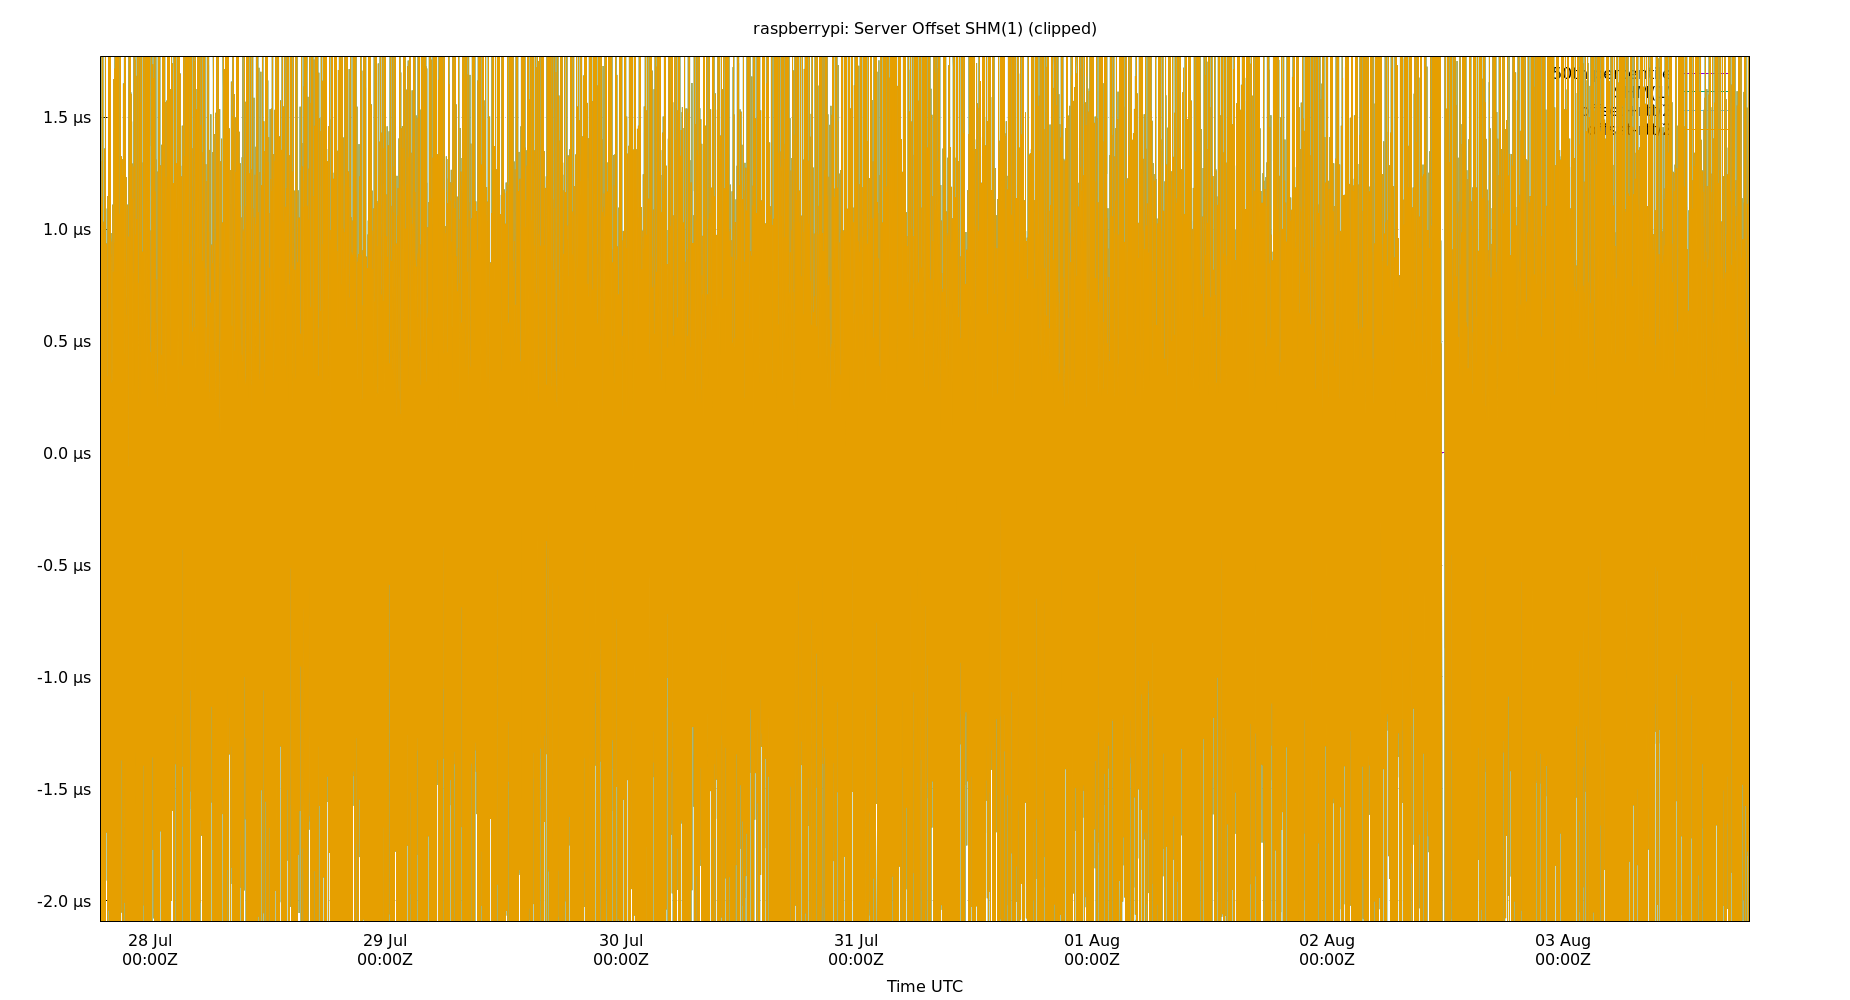 raspberrypi: Server Offset SHM(1) (clipped)
1.5 µs
1.0 µs
0.5 µs
0.0 µs
-0.5 µs
-1.0 µs
-1.5 µs
-2.0 µs
28 Jul 29 Jul 30 Jul 31 Jul 01 Aug 02 Aug 03 Aug
00:00Z 00:00Z 00:00Z 00:00Z 00:00Z 00:00Z 00:00Z
Time UTC